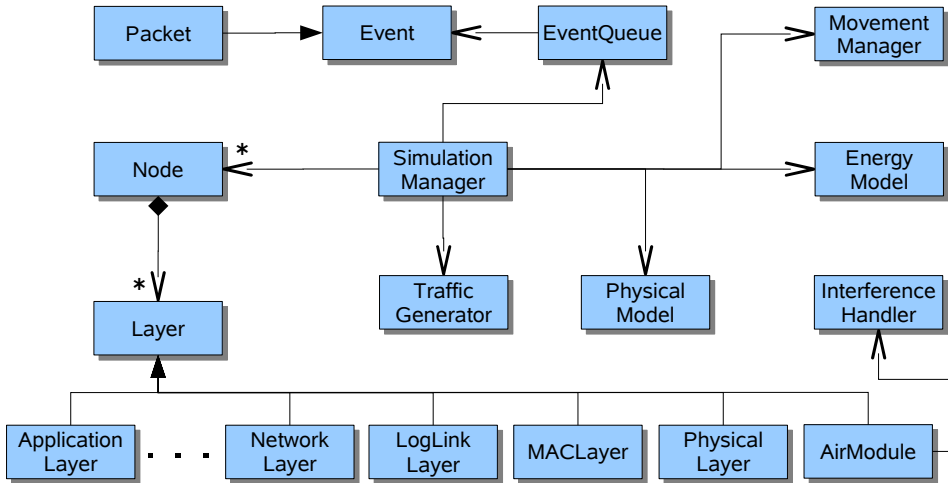 Packet
Event
EventQueue
Movement
Manager
Node
*
Simulation
Manager
Energy
Model
*
Layer
Traffic
Generator
Physical
Model
Interference
Handler
Application
Layer
. . . .
Network
Layer
LogLink
Layer
MACLayer
Physical
Layer
AirModule